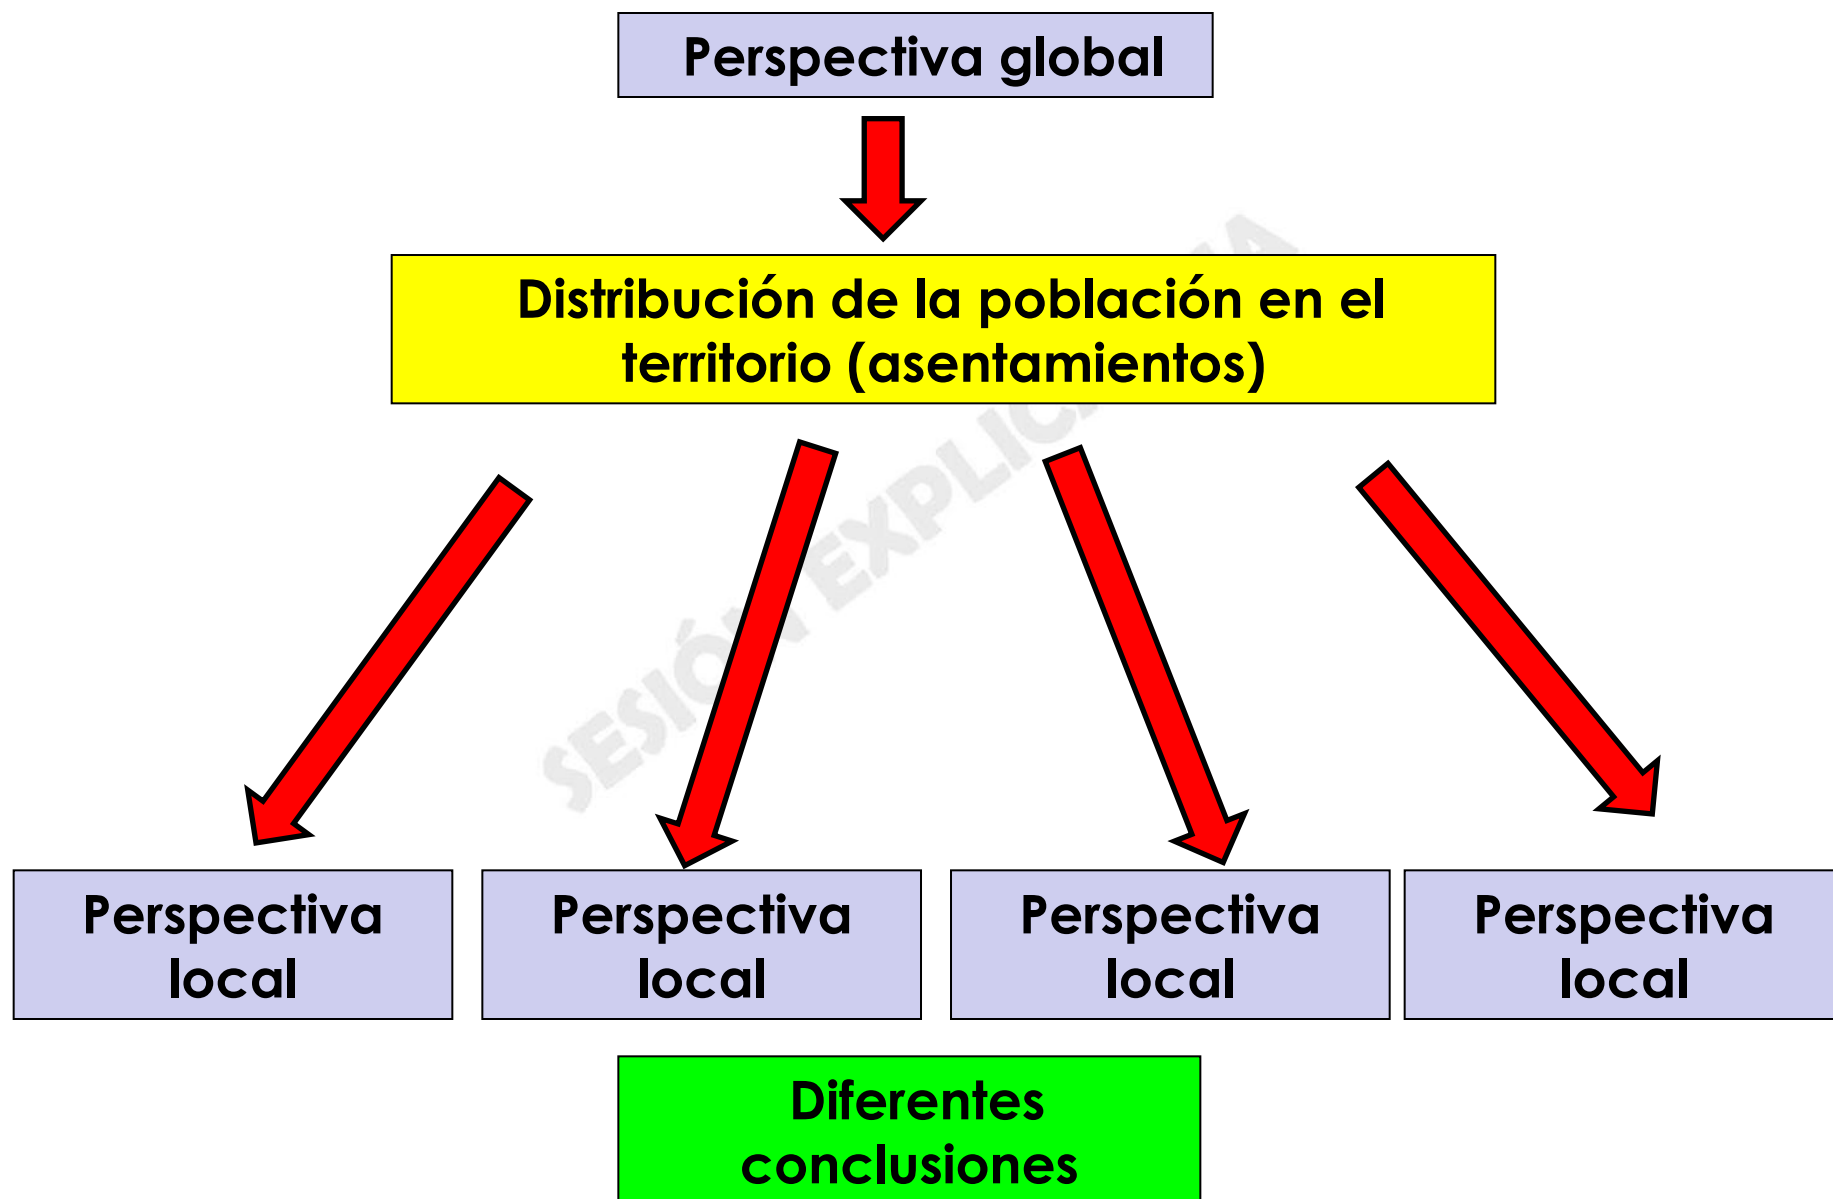 Perspectiva global
Distribución de la población en el
territorio (asentamientos)
SESIÓN
Perspectiva
local
Perspectiva
local
Perspectiva
local
Perspectiva
local
Diferentes
conclusiones